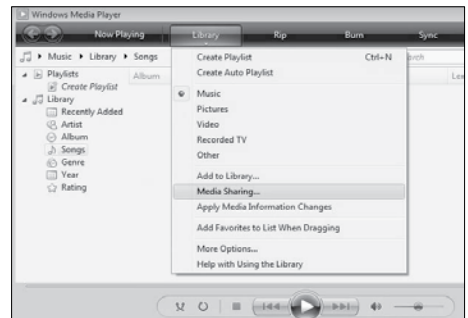 Windows Media Player
Now Playing Library Rip Burn Sync
Music Library Songs
Playlists
Create Playlist
Library
Recently Added
Artist
Album
Songs
Genre
Year
Rating
Album
Create Playlist Ctrl+N
Create Auto Playlist
Music
Pictures
Video
Recorded TV
Other
Add to Library...
Media Sharing...
Apply Media Information Changes
Add Favorites to List When Dragging
More Options...
Help with Using the Library